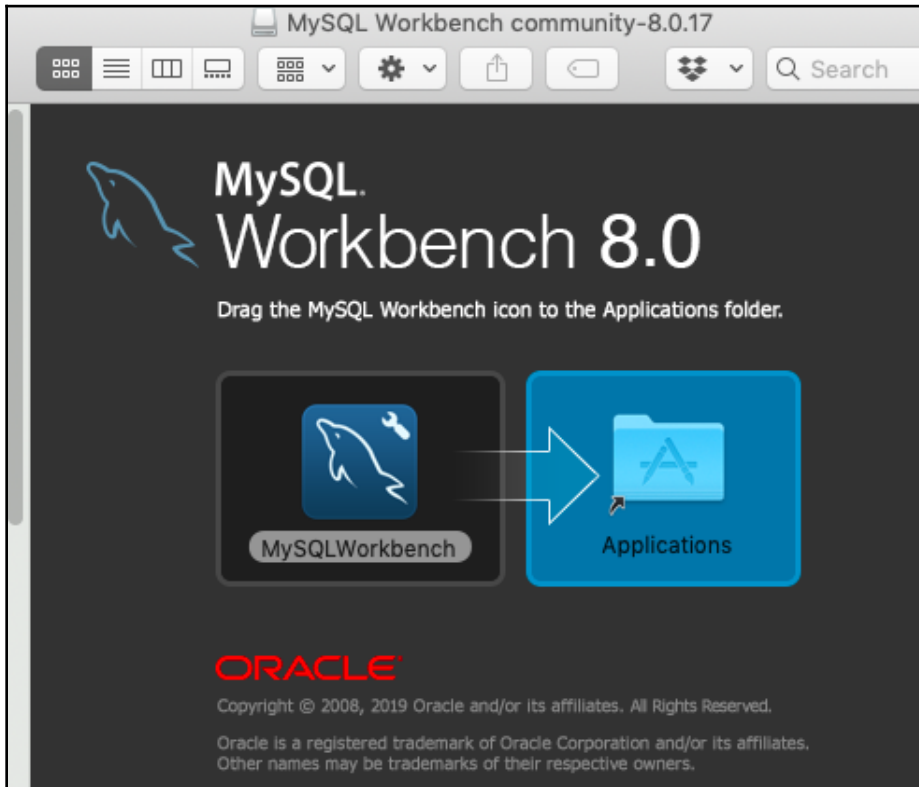 MySQL Workbench community-8.0.17
Search
MySQL.
Workbench 8.0
Drag the MySQL Workbench icon to the Applications folder.
MySQLWorkbench
Applications
ORACLE
Copyright © 2008, 2019 Oracle and/or its affiliates. All Rights Reserved.
Oracle is a registered trademark of Oracle Corporation and/or its affiliates.
Other names may be trademarks of their respective owners.